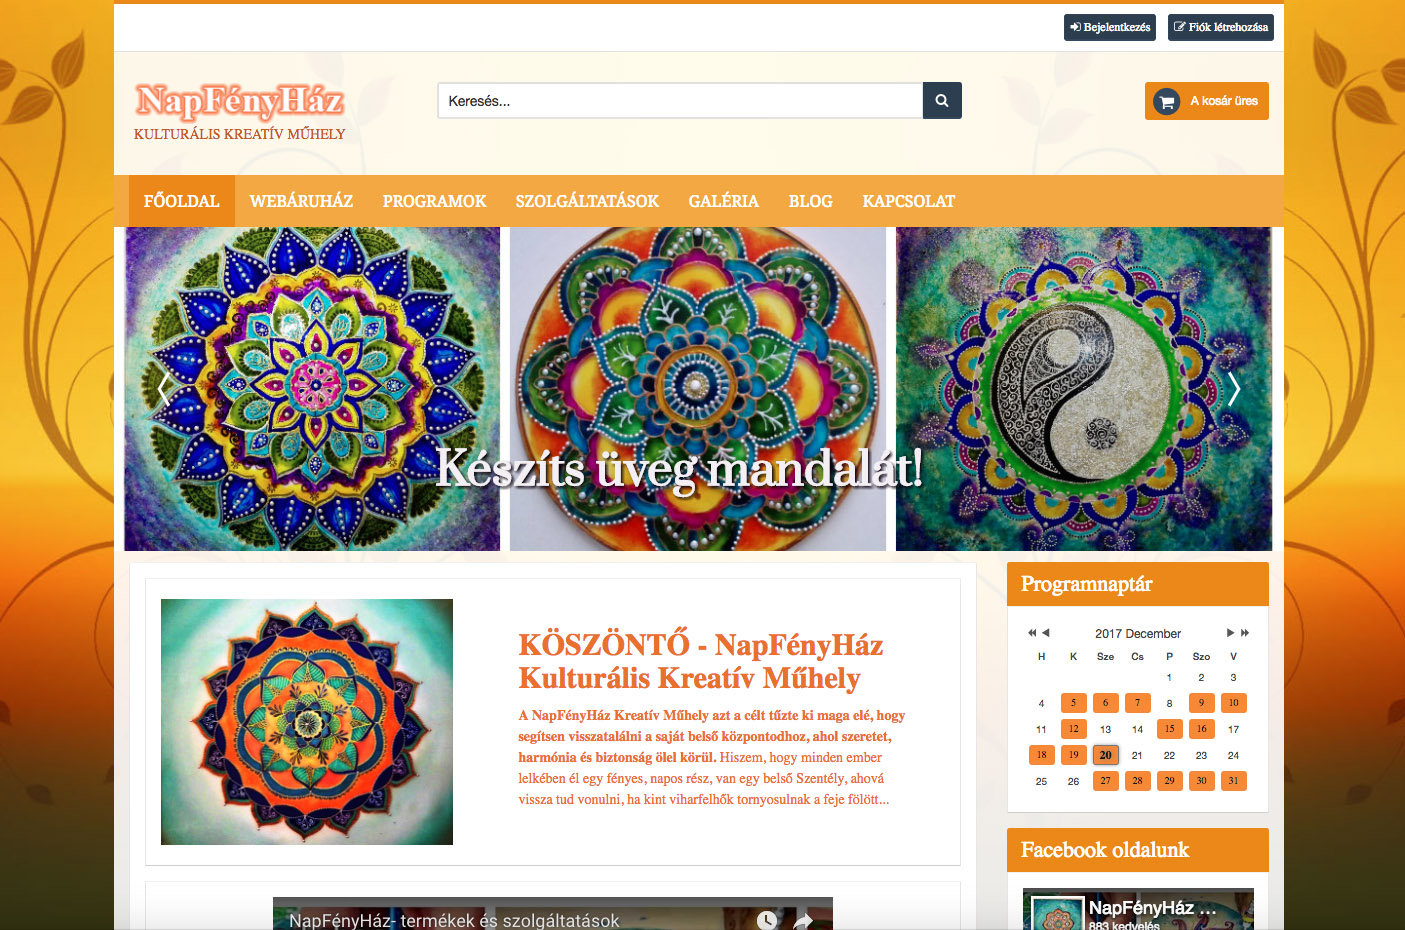 Bejelentkezés
Fiók létrehozása
NapFényHáz
KULTURÁLIS KREATÍV MŰHELY
Keresés...
A kosár üres
FŐOLDAL WEBÁRUHÁZ PROGRAMOK SZOLGÁLTATÁSOK GALÉRIA BLOG KAPCSOLAT
Készíts üveg mandalát!
KÖSZÖNTŐ - NapFényHáz
Kulturális Kreatív Műhely
A NapFényHáz Kreatív Műhely azt a célt tűzte ki maga elé, hogy
segítsen visszatalálni a saját belső központodhoz, ahol szeretet,
harmónia és biztonság ölel körül. Hiszem, hogy minden ember
lelkében él egy fényes, napos rész, van egy belső Szentély, ahová
vissza tud vonulni, ha kint viharfelhők tornyosulnak a feje fölött...
NapFényHáz- termékek és szolgáltatások
Programnaptár
2017 December
H K Sze Cs P Szo V
1 2 3
4 5 6 7 8 9 10
11 12 13 14 15 16 17
18 19 20 21 22 23 24
25 26 27 28 29 30 31
Facebook oldalunk
NapFényHáz ...
883 kedvelés